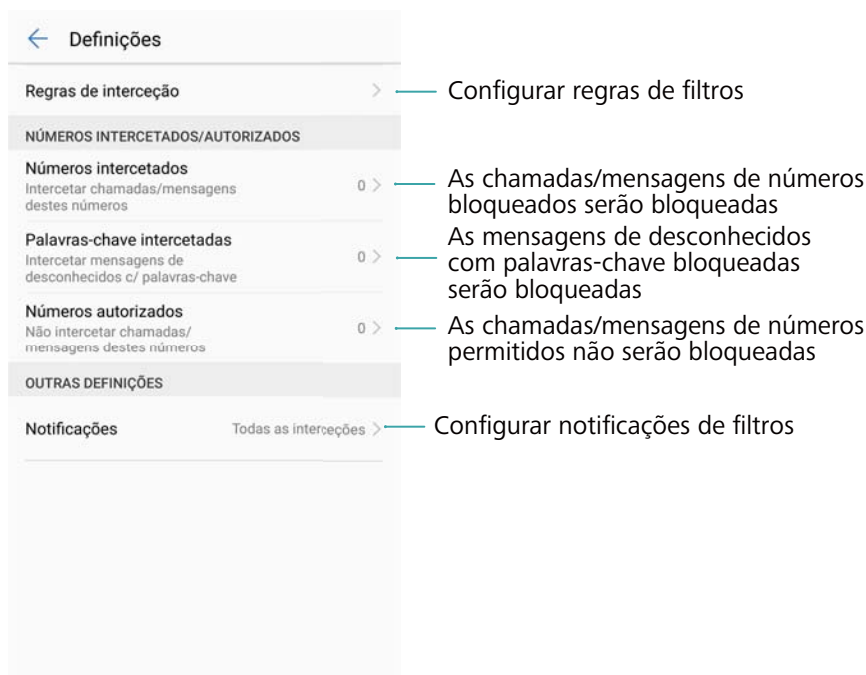 Definições
Regras de interceção
Configurar regras de filtros
NÚMEROS INTERCETADOS/AUTORIZADOS
Números intercetados
Intercetar chamadas/mensagens
destes números
0
As chamadas/mensagens de números
bloqueados serão bloqueadas
Palavras-chave intercetadas
Intercetar mensagens de
desconhecidos c/ palavras-chave
0
As mensagens de desconhecidos
com palavras-chave bloqueadas
serão bloqueadas
Números autorizados
Não intercetar chamadas/
mensagens destes números
0
As chamadas/mensagens de números
permitidos não serão bloqueadas
OUTRAS DEFINIÇÕES
Notificações
Todas as interceções
Configurar notificações de filtros